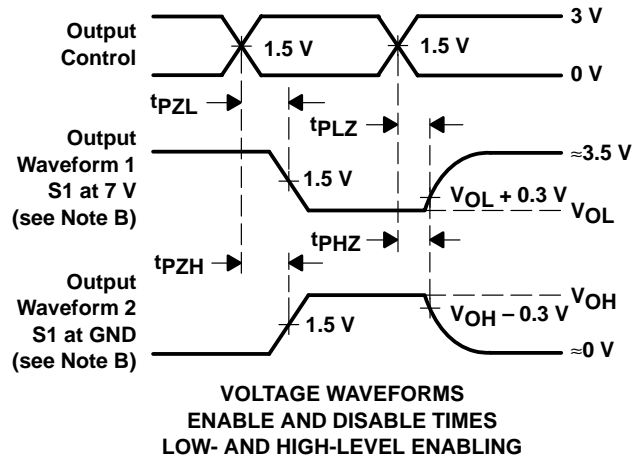 3 V
Output
Control
1.5 V
1.5 V
0 V
tPZL
tPLZ
Output
Waveform 1
S1 at 7 V
(see Note B)
≈3.5 V
1.5 V
VOL + 0.3 V
VOL
tPZH
tPHZ
Output
Waveform 2
S1 at GND
(see Note B)
VOH
1.5 V
VOH – 0.3 V
≈0 V
VOLTAGE WAVEFORMS
ENABLE AND DISABLE TIMES
LOW- AND HIGH-LEVEL ENABLING